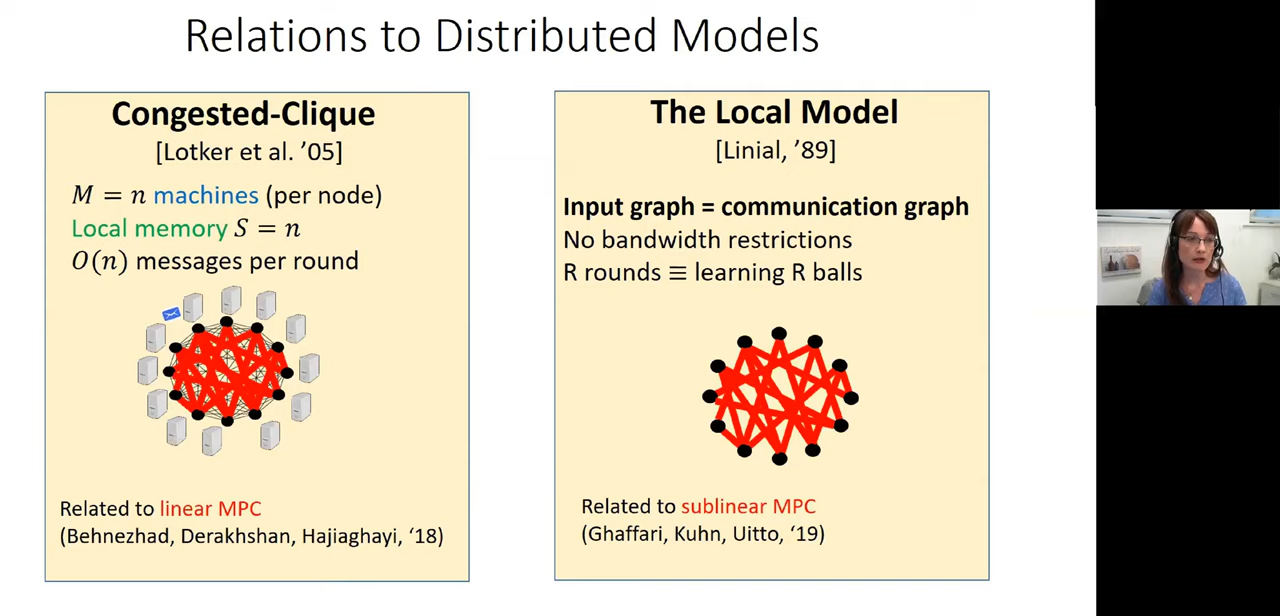 Relations to Distributed Models
Congested-Clique
[Lotker et al. ’05]
M = n machines (per node)
Local memory S = n
O(n) messages per round
Related to linear MPC
(Behnezhad, Derakhshan, Hajiaghayi, ‘18)
The Local Model
[Linial, ’89]
Input graph = communication graph
No bandwidth restrictions
R rounds ≡ learning R balls
Related to sublinear MPC
(Ghaffari, Kuhn, Uitto, ‘19)